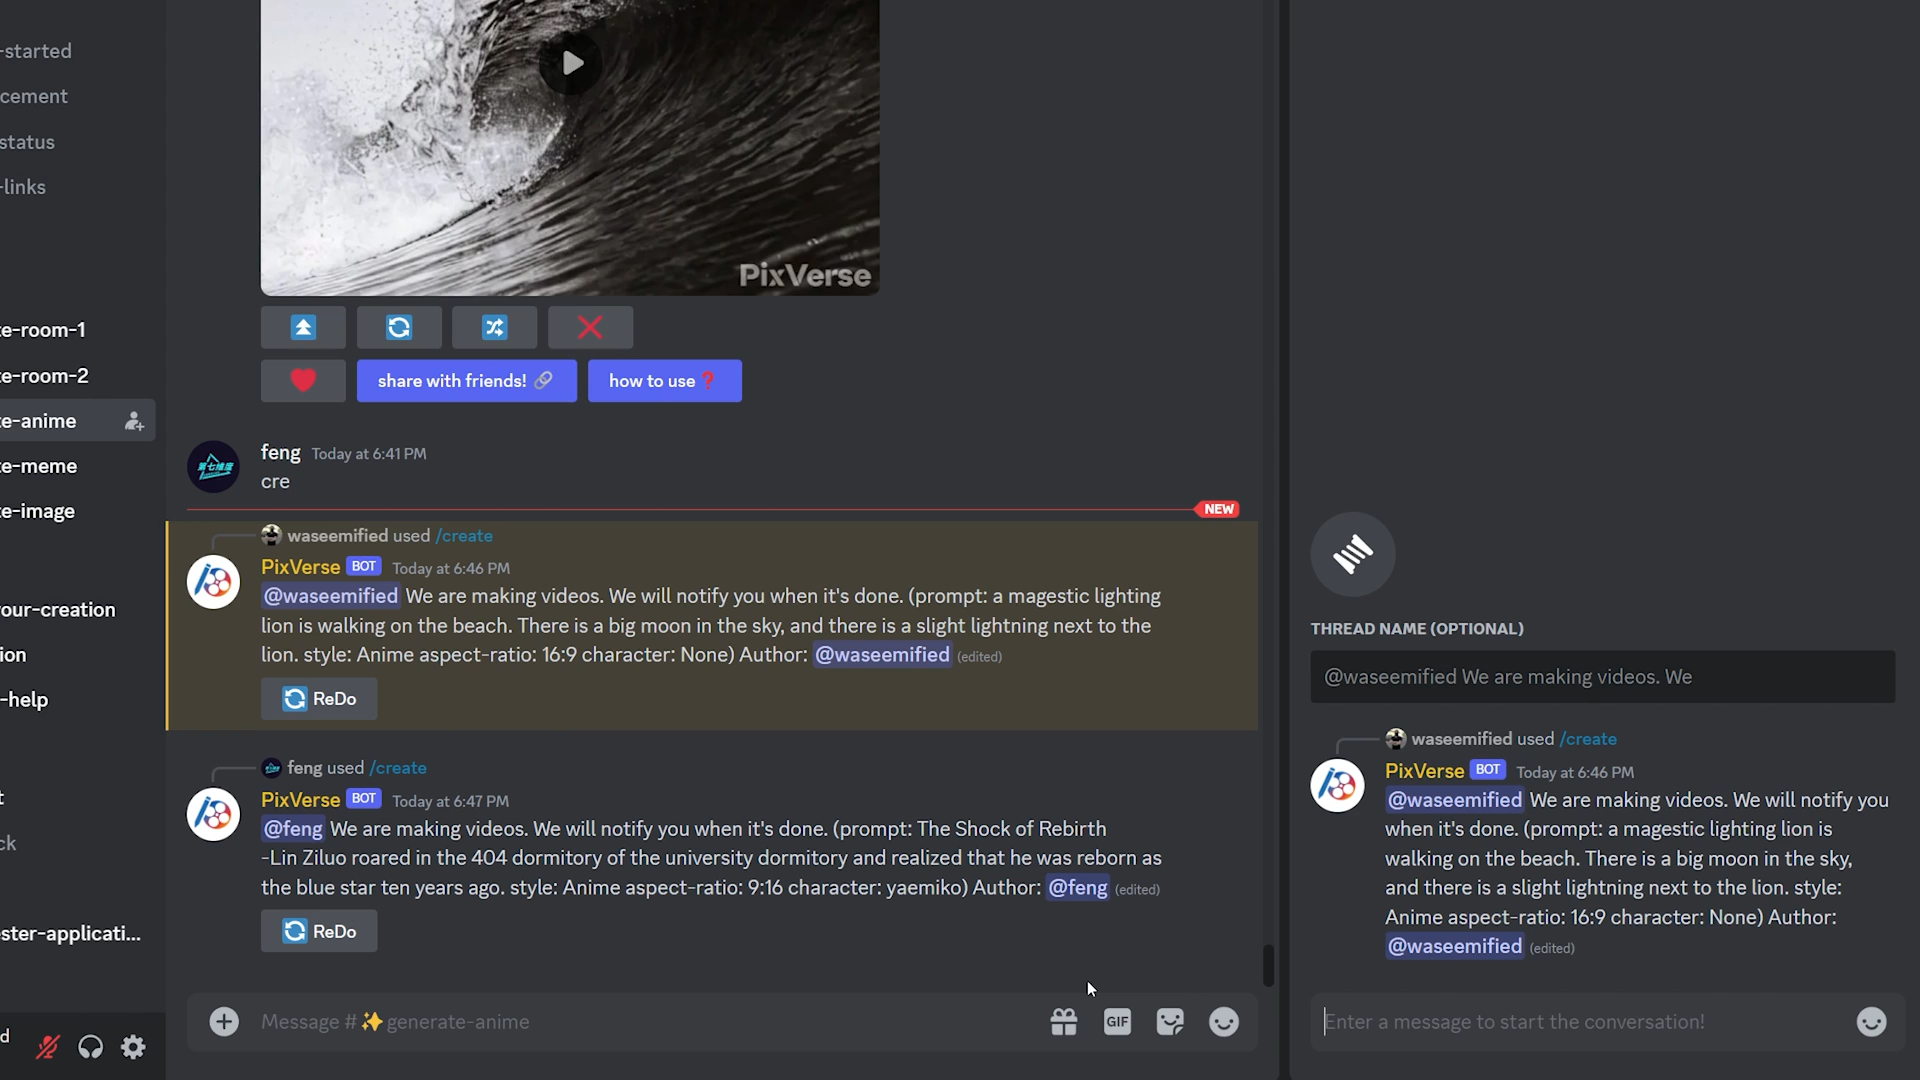 -started
cement
status
-links
e-room-1
e-room-2
e-anime
e-meme
e-image
our-creation
ion
-help
t
ck
ster-applicati...
d
PixVerse
share with friends!
how to use ❓
feng Today at 6:41 PM
第七维度
cre
NEW
waseemified used /create
PixVerse BOT Today at 6:46 PM
@waseemified We are making videos. We will notify you when it's done. (prompt: a magestic lighting
lion is walking on the beach. There is a big moon in the sky, and there is a slight lightning next to the
lion. style: Anime aspect-ratio: 16:9 character: None) Author: @waseemified (edited)
ReDo
feng used /create
PixVerse BOT Today at 6:47 PM
@feng We are making videos. We will notify you when it's done. (prompt: The Shock of Rebirth
-Lin Ziluo roared in the 404 dormitory of the university dormitory and realized that he was reborn as
the blue star ten years ago. style: Anime aspect-ratio: 9:16 character: yaemiko) Author: @feng (edited)
ReDo
Message # ✨ generate-anime
GIF
THREAD NAME (OPTIONAL)
@waseemified We are making videos. We
waseemified used /create
PixVerse BOT Today at 6:46 PM
@waseemified We are making videos. We will notify you
when it's done. (prompt: a magestic lighting lion is
walking on the beach. There is a big moon in the sky,
and there is a slight lightning next to the lion. style:
Anime aspect-ratio: 16:9 character: None) Author:
@waseemified (edited)
Enter a message to start the conversation!